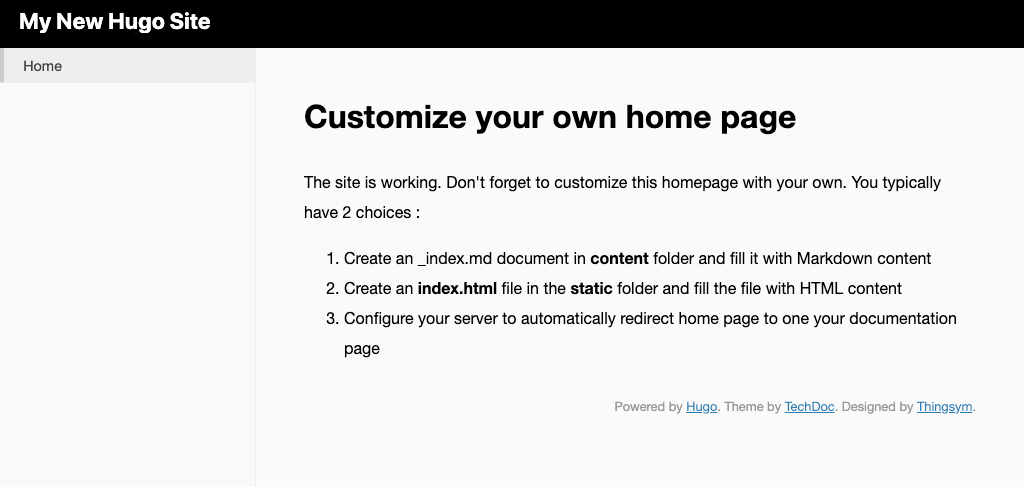 My New Hugo Site
Home
Customize your own home page
The site is working. Don't forget to customize this homepage with your own. You typically
have 2 choices :
1. Create an _index.md document in content folder and fill it with Markdown content
2. Create an index.html file in the static folder and fill the file with HTML content
3. Configure your server to automatically redirect home page to one your documentation
page
Powered by Hugo. Theme by TechDoc. Designed by Thingsym.